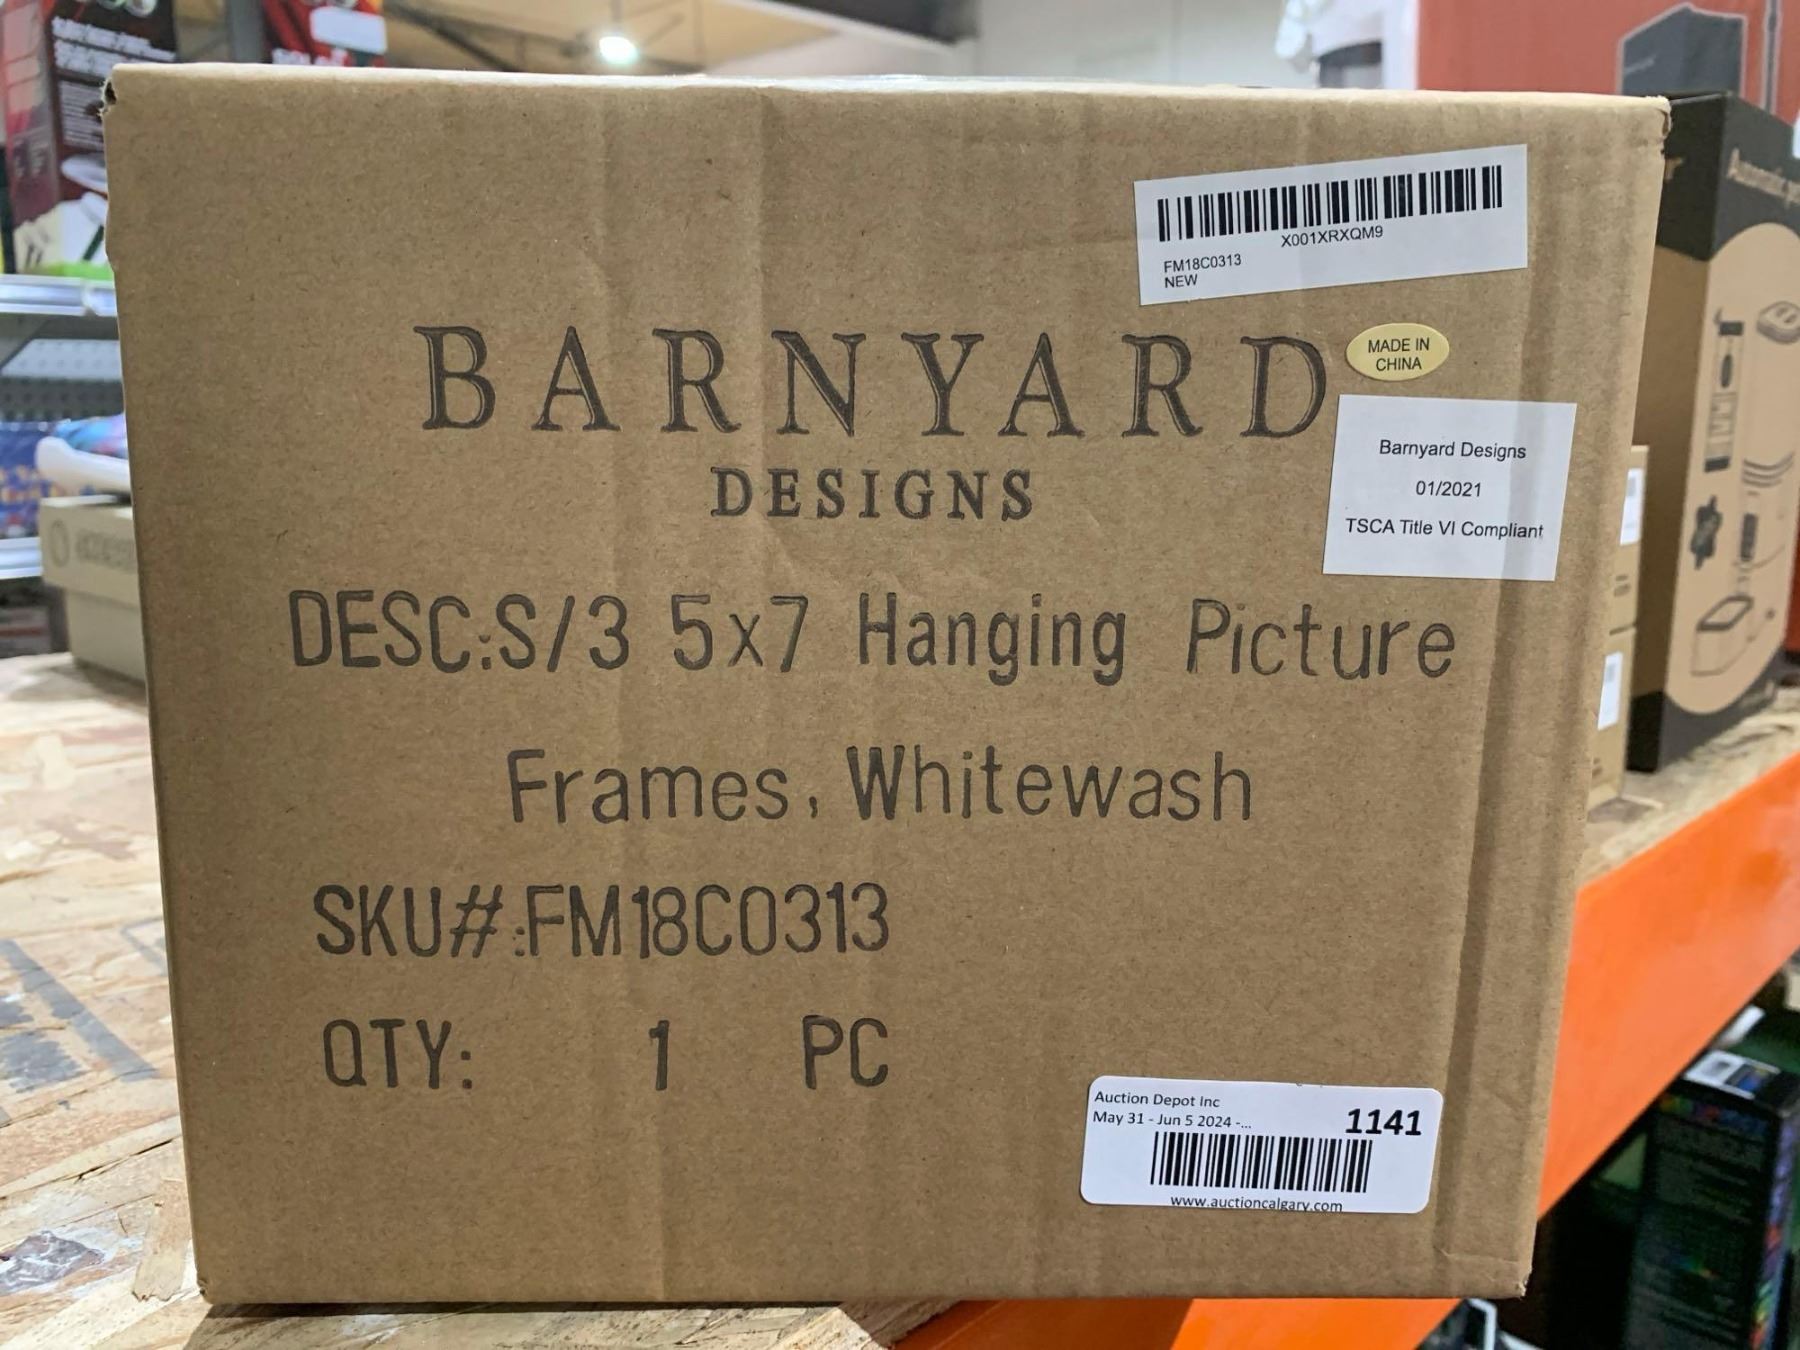 X001XRXQM9
FM18C0313
NEW
BARNYARD
DESIGNS
MADE IN
CHINA
Barnyard Designs
01/2021
TSCA Title VI Compliant
DESC:S/3 5x7 Hanging Picture
Frames, Whitewash
SKU#:FM18C0313
QTY: 1 PC
Auction Depot Inc
May 31 - Jun 5 2024 -...
1141
www.auctioncalgary.com